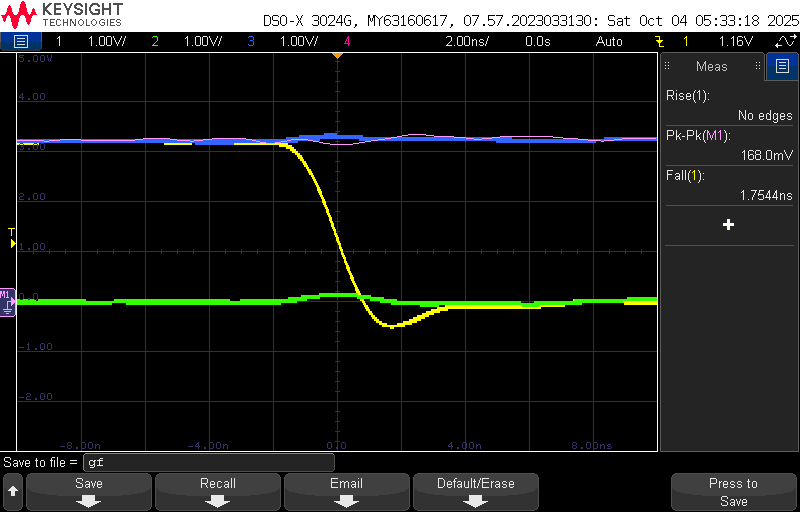 KEYSIGHT
TECHNOLOGIES
DSO-X 3024G, MY63160617, 07.57.2023033130: Sat Oct 04 05:33:18 2025
1 1.00V/ 2 1.00V/ 3 1.00V/ 4 2.00ns/ 0.0s Auto 1 1.16V
5.00V
4.00
3.00
2.00
T
1.00
M1
0.0
-1.00
-2.00
-8.00n -4.00n 0.0 4.00n 8.00ns
Meas
Rise(1):
No edges
Pk-Pk(M1):
168.0mV
Fall(1):
1.7544ns
Save to file = gf
Save Recall Email Default/Erase Press to
Save